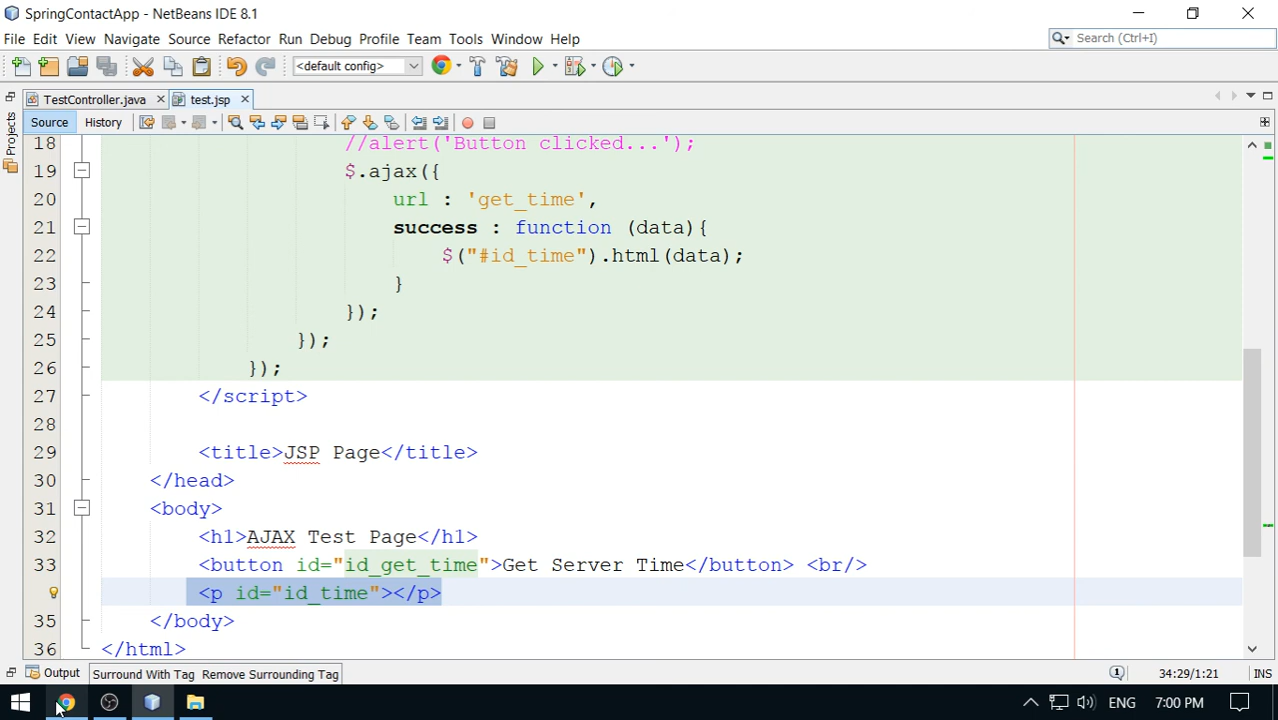 SpringContactApp - NetBeans IDE 8.1
File Edit View Navigate Source Refactor Run Debug Profile Team Tools Window Help
Search (Ctrl+I)
<default config>
TestController.java test.jsp
Projects
Source History
18 //alert('Button clicked...');
19 $.ajax({
20 url : 'get_time',
21 success : function (data){
22 $("#id_time").html(data);
23 }
24 });
25 });
26 });
27 </script>
28
29 <title>JSP Page</title>
30 </head>
31 <body>
32 <h1>AJAX Test Page</h1>
33 <button id="id_get_time">Get Server Time</button> <br/>
<p id="id_time"></p>
35 </body>
36 </html>
Output Surround With Tag Remove Surrounding Tag 34:29/1:21 INS
ENG 7:00 PM